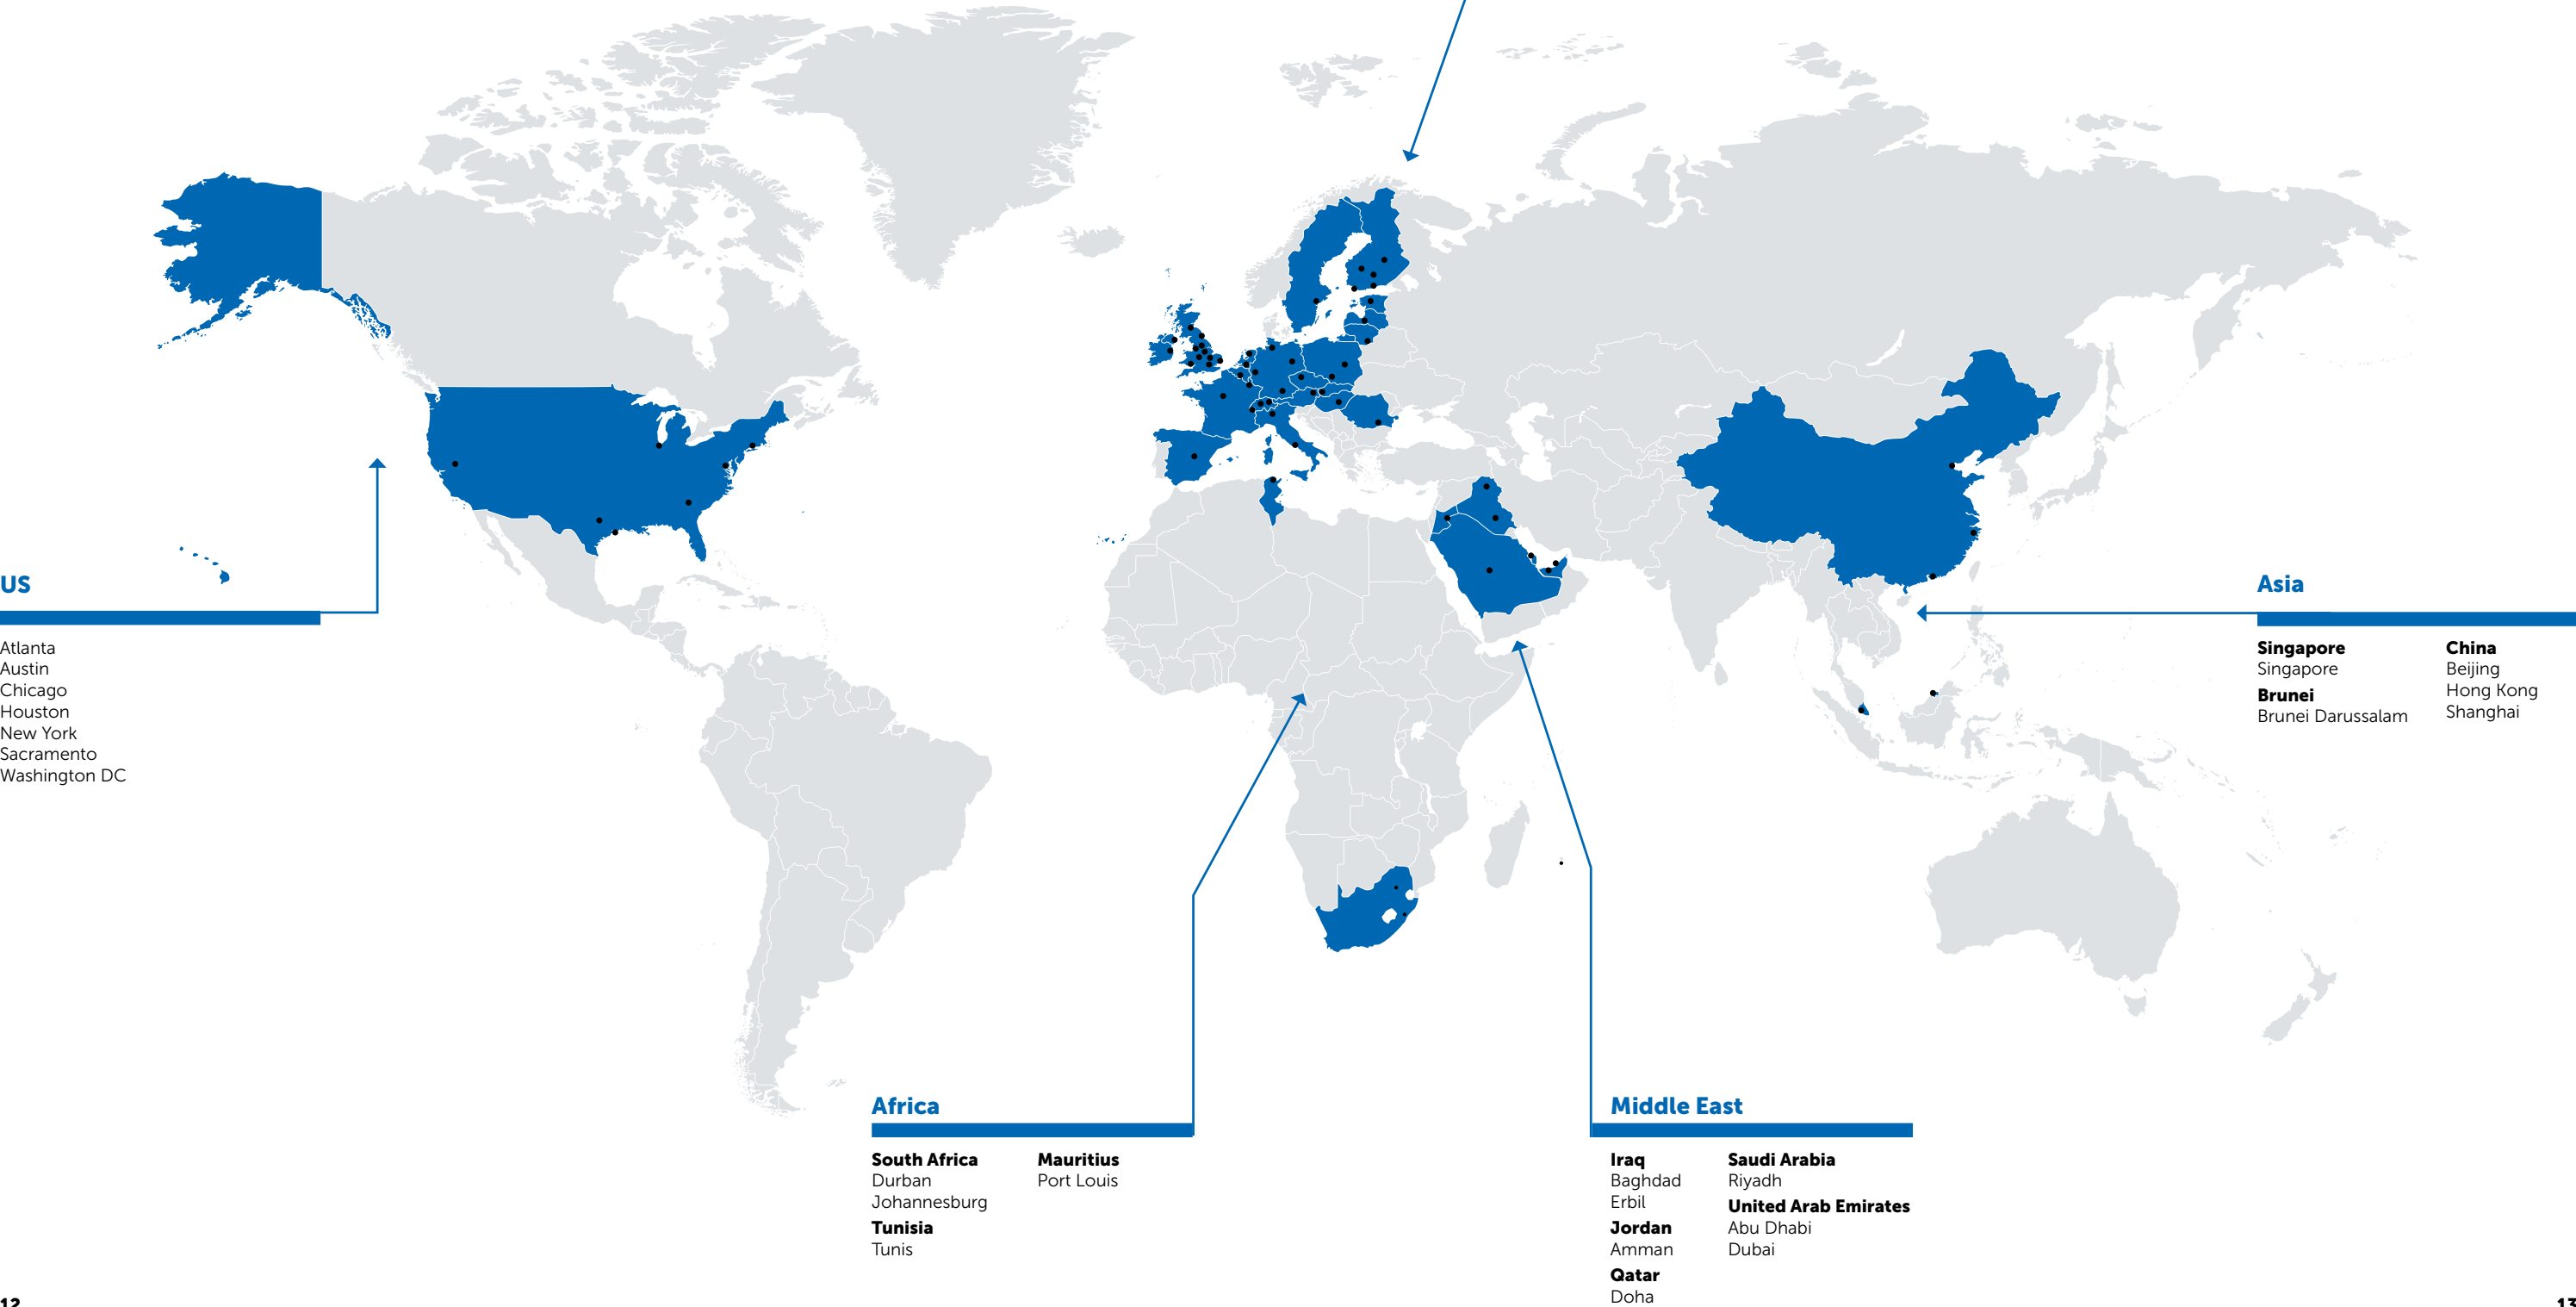 US
Atlanta
Austin
Chicago
Houston
New York
Sacramento
Washington DC
Asia
Singapore
Singapore
Brunei
Brunei Darussalam
China
Beijing
Hong Kong
Shanghai
Africa
South Africa
Durban
Johannesburg
Tunisia
Tunis
Mauritius
Port Louis
Middle East
Iraq
Baghdad
Erbil
Jordan
Amman
Qatar
Doha
Saudi Arabia
Riyadh
United Arab Emirates
Abu Dhabi
Dubai
12
13